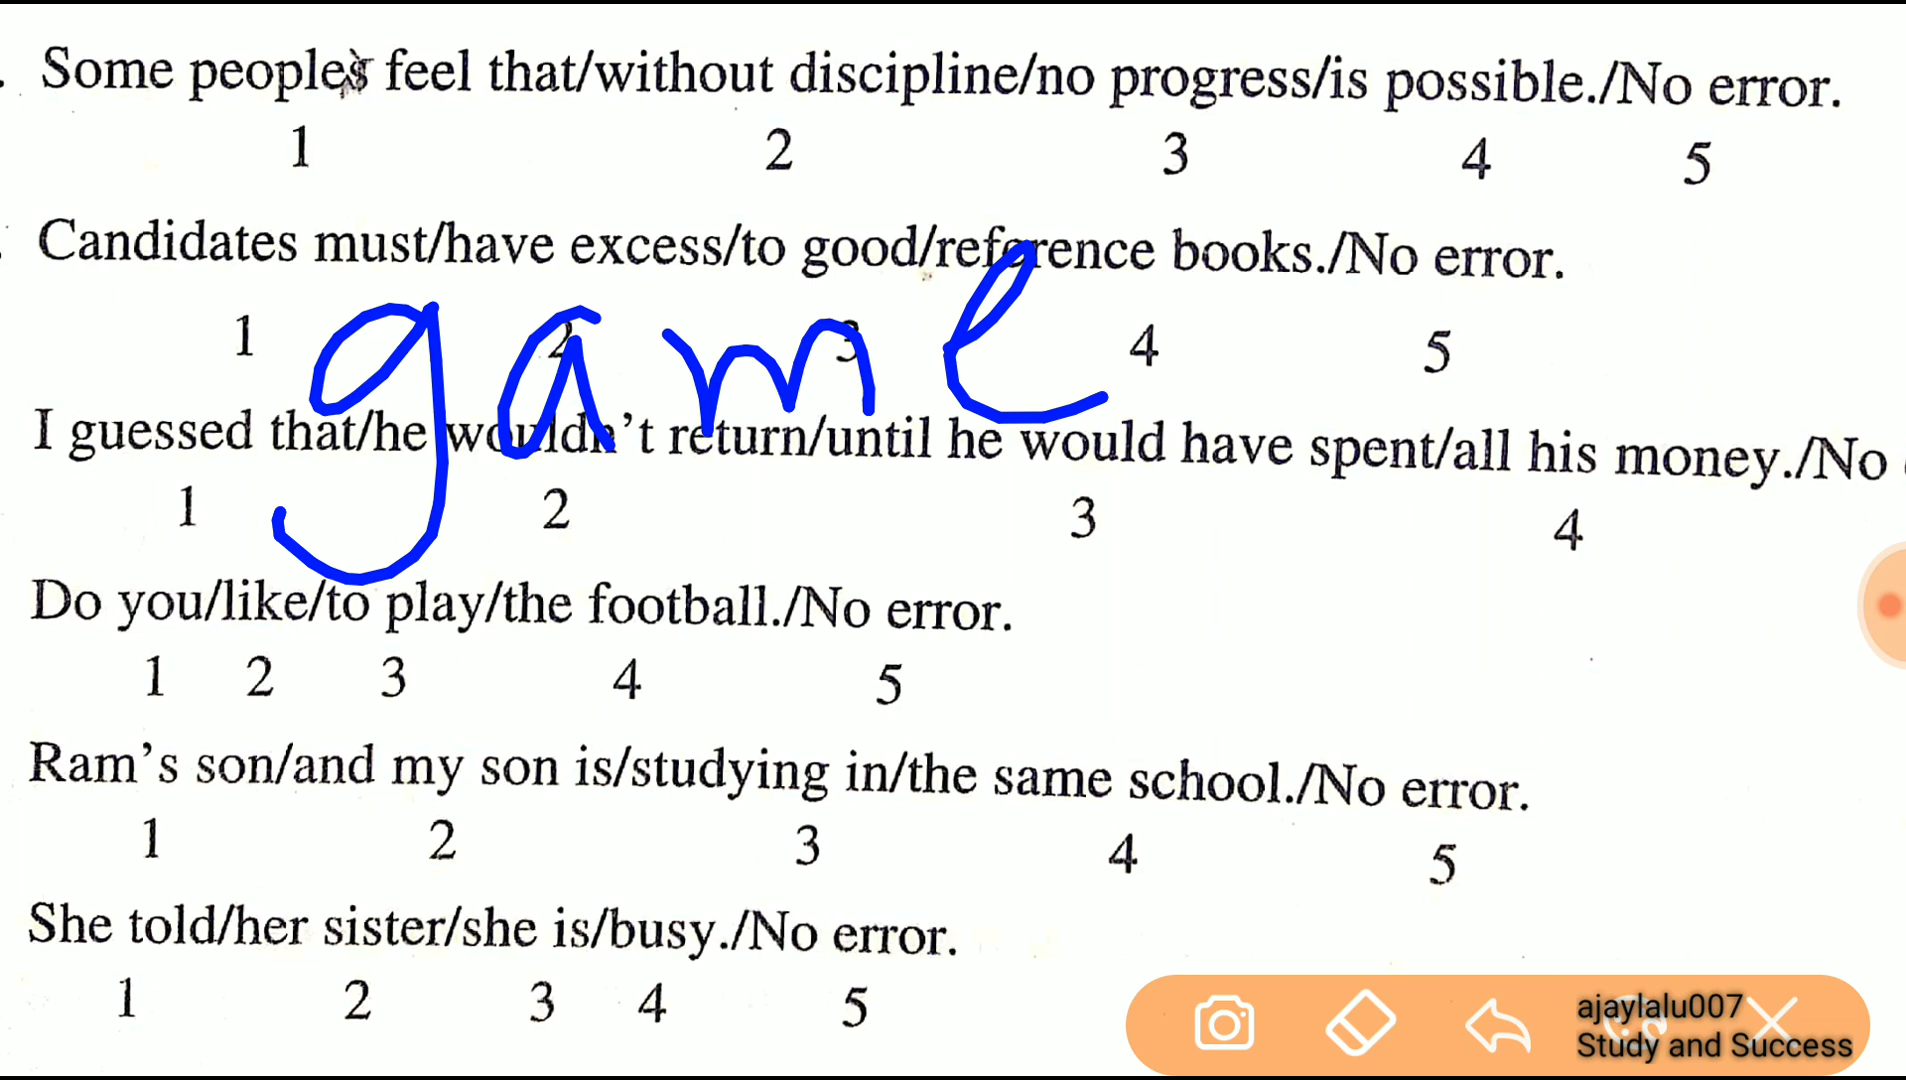 . Some peoples feel that/without discipline/no progress/is possible./No error.
1 2 3 4 5
Candidates must/have excess/to good/reference books./No error.
1 2 3 4 5
game
I guessed that/he wouldn't return/until he would have spent/all his money./No
1 2 3 4
Do you/like/to play/the football./No error.
1 2 3 4 5
Ram's son/and my son is/studying in/the same school./No error.
1 2 3 4 5
She told/her sister/she is/busy./No error.
1 2 3 4 5
ajaylalu007
Study and Success